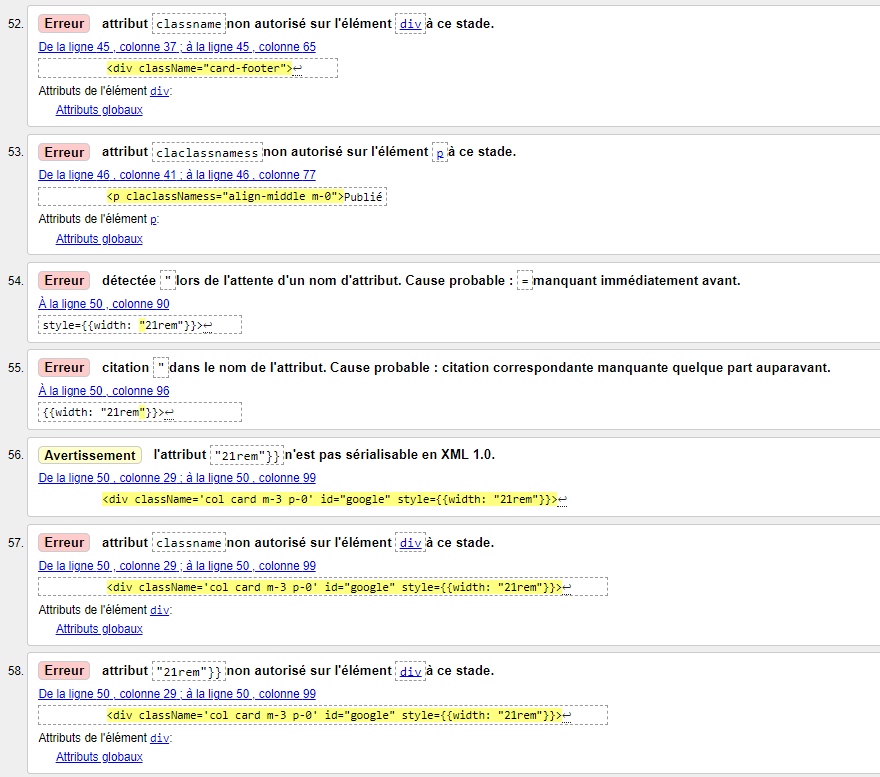 52. Erreur attribut classname non autorisé sur l'élément div à ce stade.
De la ligne 45 , colonne 37 ; à la ligne 45 , colonne 65
<div className="card-footer">↩
Attributs de l'élément div:
Attributs globaux
53. Erreur attribut claclassnamess non autorisé sur l'élément p à ce stade.
De la ligne 46 , colonne 41 ; à la ligne 46 , colonne 77
<p claclassNamess="align-middle m-0">Publié
Attributs de l'élément p:
Attributs globaux
54. Erreur détectée " lors de l'attente d'un nom d'attribut. Cause probable : = manquant immédiatement avant.
À la ligne 50 , colonne 90
style={{width: "21rem"}}>↩
55. Erreur citation " dans le nom de l'attribut. Cause probable : citation correspondante manquante quelque part auparavant.
À la ligne 50 , colonne 96
{{width: "21rem"}}>↩
56. Avertissement l'attribut "21rem"}} n'est pas sérialisable en XML 1.0.
De la ligne 50 , colonne 29 ; à la ligne 50 , colonne 99
<div className='col card m-3 p-0' id="google" style={{width: "21rem"}}>↩
57. Erreur attribut classname non autorisé sur l'élément div à ce stade.
De la ligne 50 , colonne 29 ; à la ligne 50 , colonne 99
<div className='col card m-3 p-0' id="google" style={{width: "21rem"}}>↩
Attributs de l'élément div:
Attributs globaux
58. Erreur attribut "21rem"}} non autorisé sur l'élément div à ce stade.
De la ligne 50 , colonne 29 ; à la ligne 50 , colonne 99
<div className='col card m-3 p-0' id="google" style={{width: "21rem"}}>↩
Attributs de l'élément div:
Attributs globaux